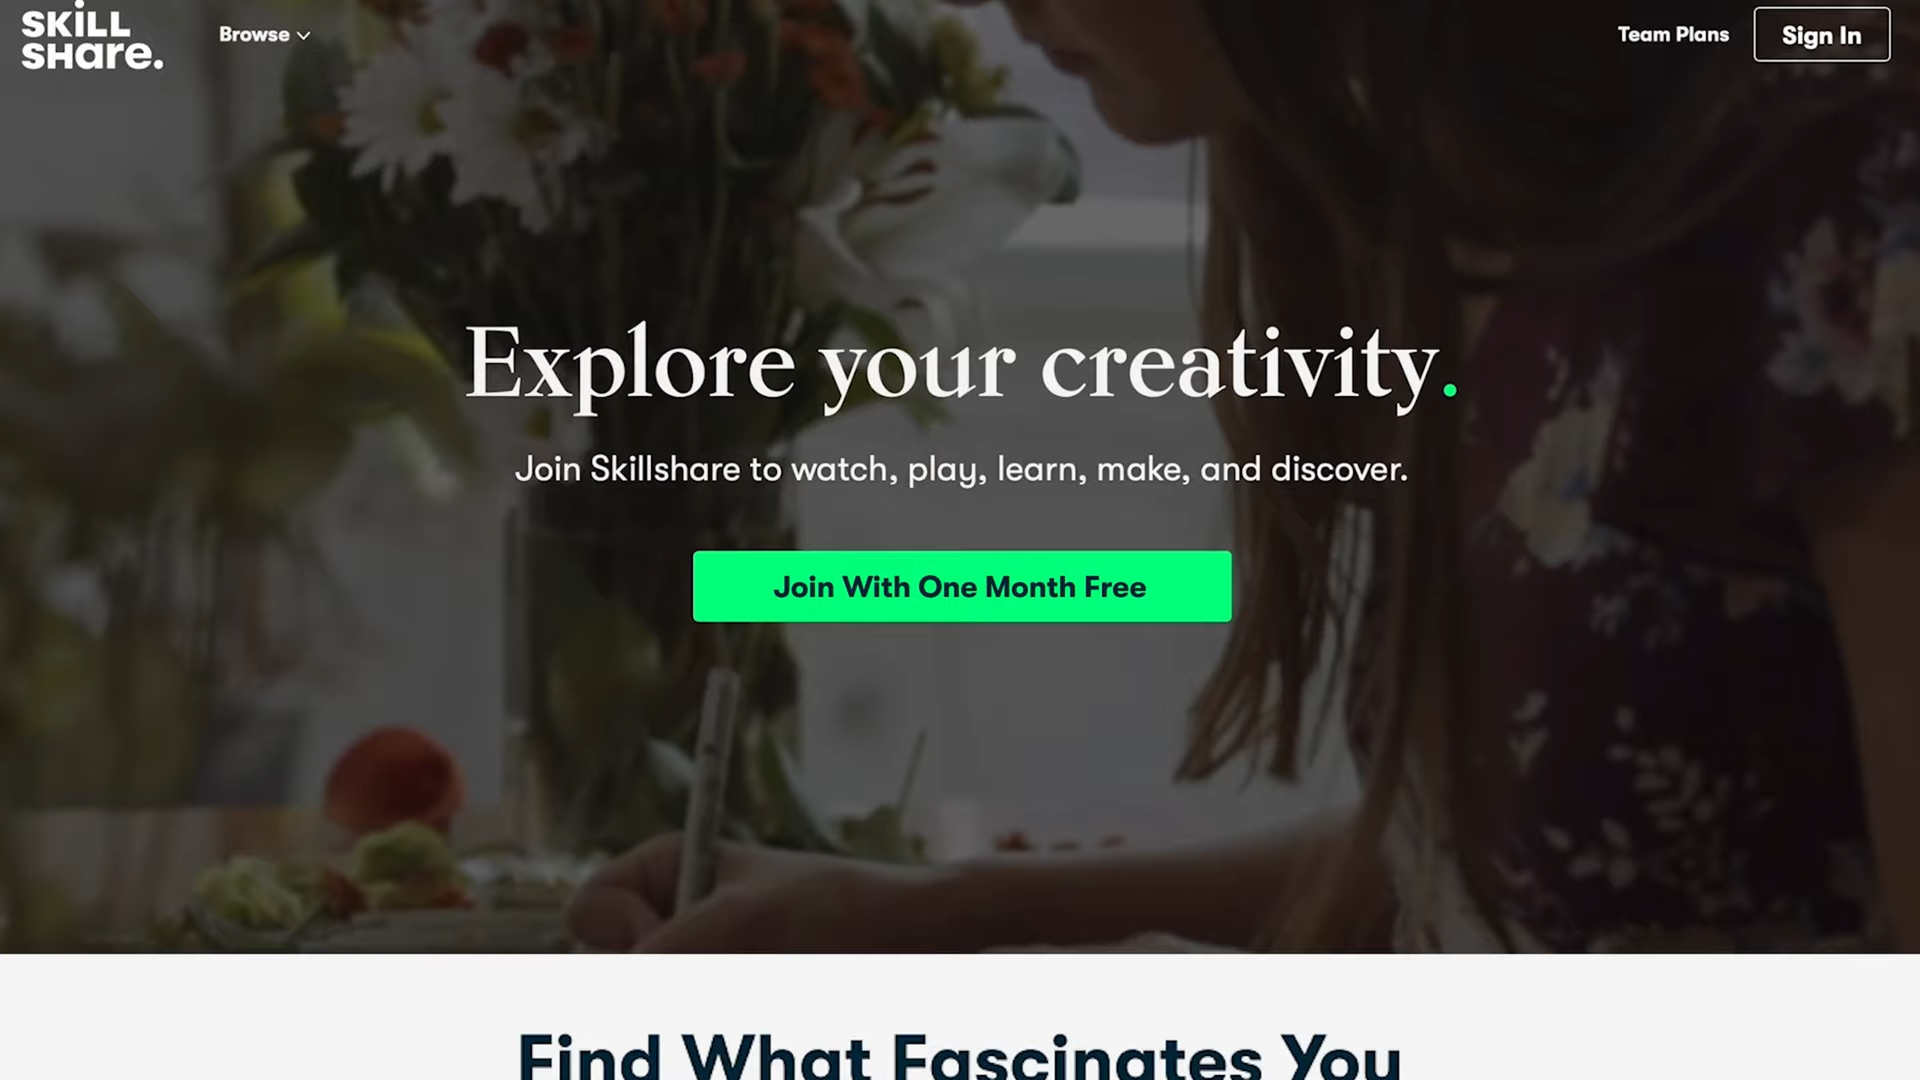 SKiLL
SHare.
Browse
Team Plans
Sign In
Explore your creativity.
Join Skillshare to watch, play, learn, make, and discover.
Join With One Month Free
Find What Fascinates You